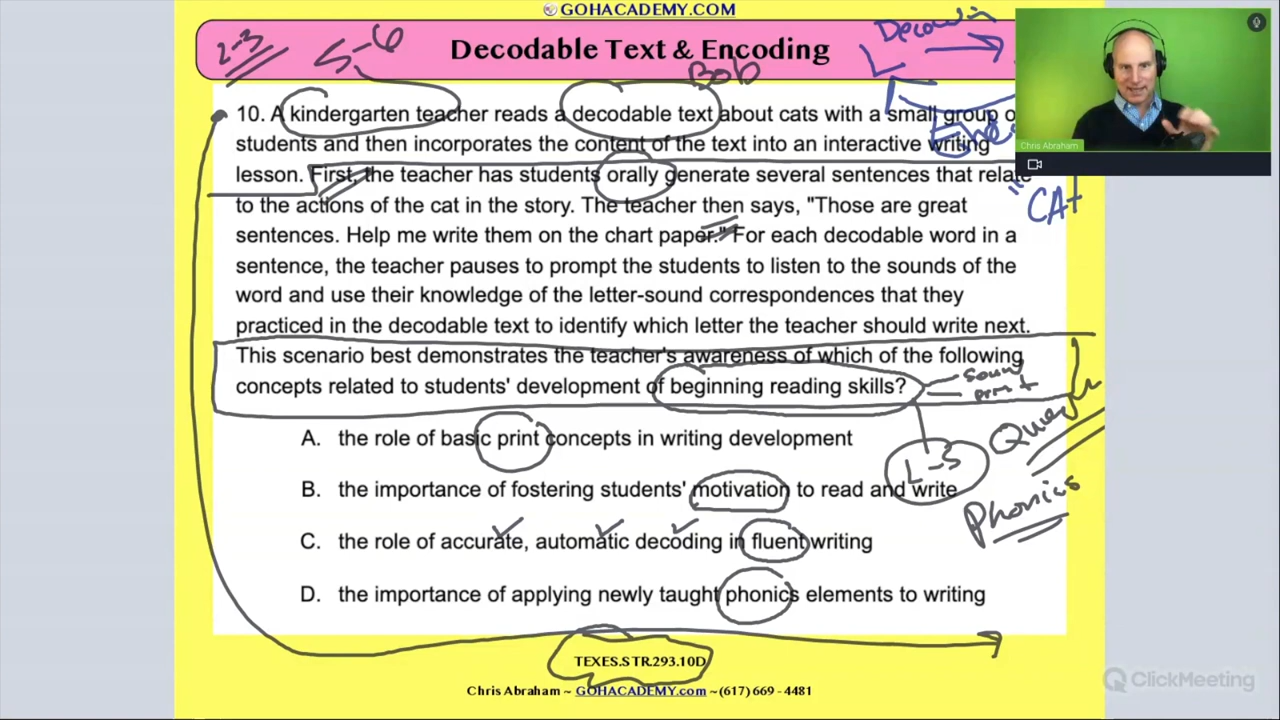 GOHACADEMY.COM
Decodable Text & Encoding
2-3
5-6
Bob
Decoding
L
10. A kindergarten teacher reads a decodable text about cats with a small group o
students and then incorporates the content of the text into an interactive writing
lesson. First, the teacher has students orally generate several sentences that relate
to the actions of the cat in the story. The teacher then says, "Those are great
sentences. Help me write them on the chart paper." For each decodable word in a
sentence, the teacher pauses to prompt the students to listen to the sounds of the
word and use their knowledge of the letter-sound correspondences that they
practiced in the decodable text to identify which letter the teacher should write next.
This scenario best demonstrates the teacher's awareness of which of the following
concepts related to students' development of beginning reading skills?
CAt
sound
print
L-S
Phonics
A. the role of basic print concepts in writing development
B. the importance of fostering students' motivation to read and write
C. the role of accurate, automatic decoding in fluent writing
D. the importance of applying newly taught phonics elements to writing
TEXES.STR.293.10D
Chris Abraham ~ GOHACADEMY.com ~(617) 669 - 4481
Chris Abraham
ClickMeeting